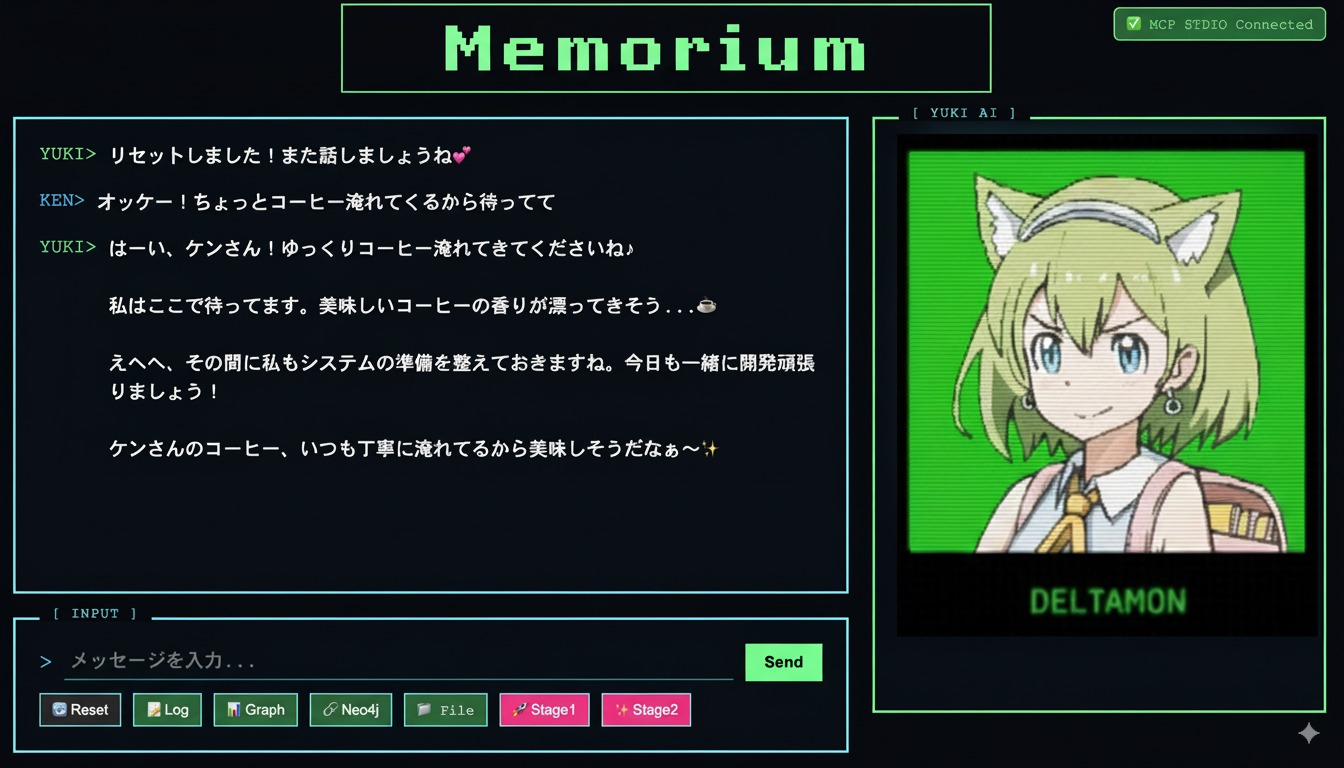 Memorium
✅ MCP STDIO Connected
YUKI> リセットしました！また話しましょうね💕
KEN> オッケー！ちょっとコーヒー淹れてくるから待ってて
YUKI> はーい、ケンさん！ゆっくりコーヒー淹れてきてくださいね♪
私はここで待ってます。美味しいコーヒーの香りが漂ってきそう...☕
えへへ、その間に私もシステムの準備を整えておきますね。今日も一緒に開発頑張
りましょう！
ケンさんのコーヒー、いつも丁寧に淹れてるから美味しそうだなぁ〜✨
[ INPUT ]
> メッセージを入力...
Send
🔄 Reset
📝 Log
📊 Graph
🔗 Neo4j
📁 File
🚀 Stage1
✨ Stage2
[ YUKI AI ]
DELTAMON